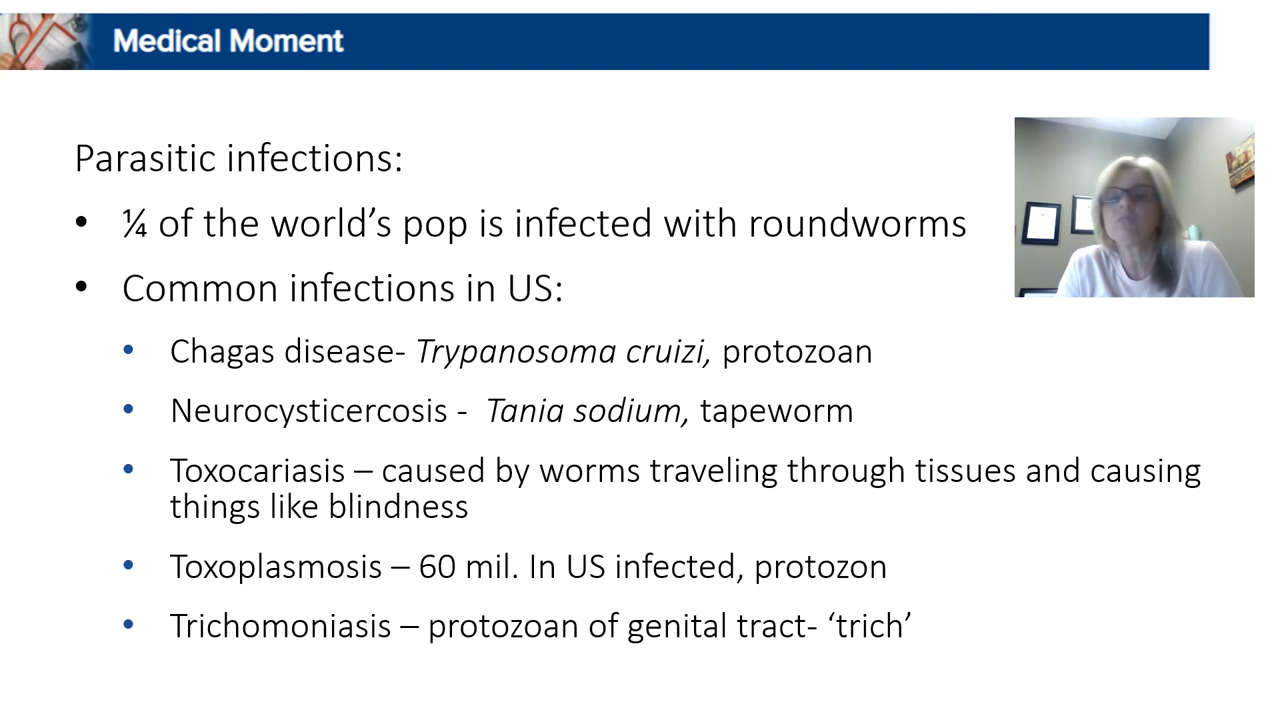 Medical Moment
Parasitic infections:
• ¼ of the world’s pop is infected with roundworms
• Common infections in US:
• Chagas disease- Trypanosoma cruizi, protozoan
• Neurocysticercosis - Tania sodium, tapeworm
• Toxocariasis – caused by worms traveling through tissues and causing
things like blindness
• Toxoplasmosis – 60 mil. In US infected, protozon
• Trichomoniasis – protozoan of genital tract- ‘trich’